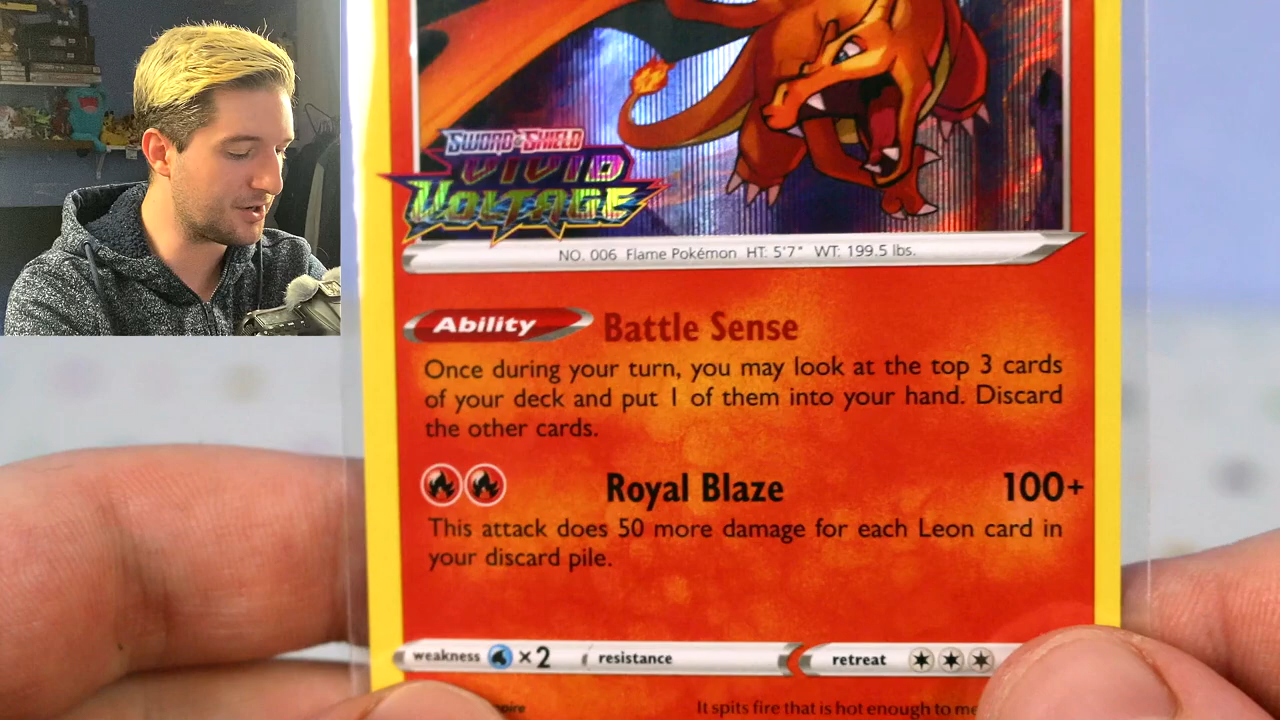 SWORD & SHIELD
VIVID
VOLTAGE
NO. 006 Flame Pokémon HT: 5'7" WT: 199.5 lbs.
Ability Battle Sense
Once during your turn, you may look at the top 3 cards
of your deck and put 1 of them into your hand. Discard
the other cards.
Royal Blaze 100+
This attack does 50 more damage for each Leon card in
your discard pile.
weakness ×2 resistance retreat
It spits fire that is hot enough to